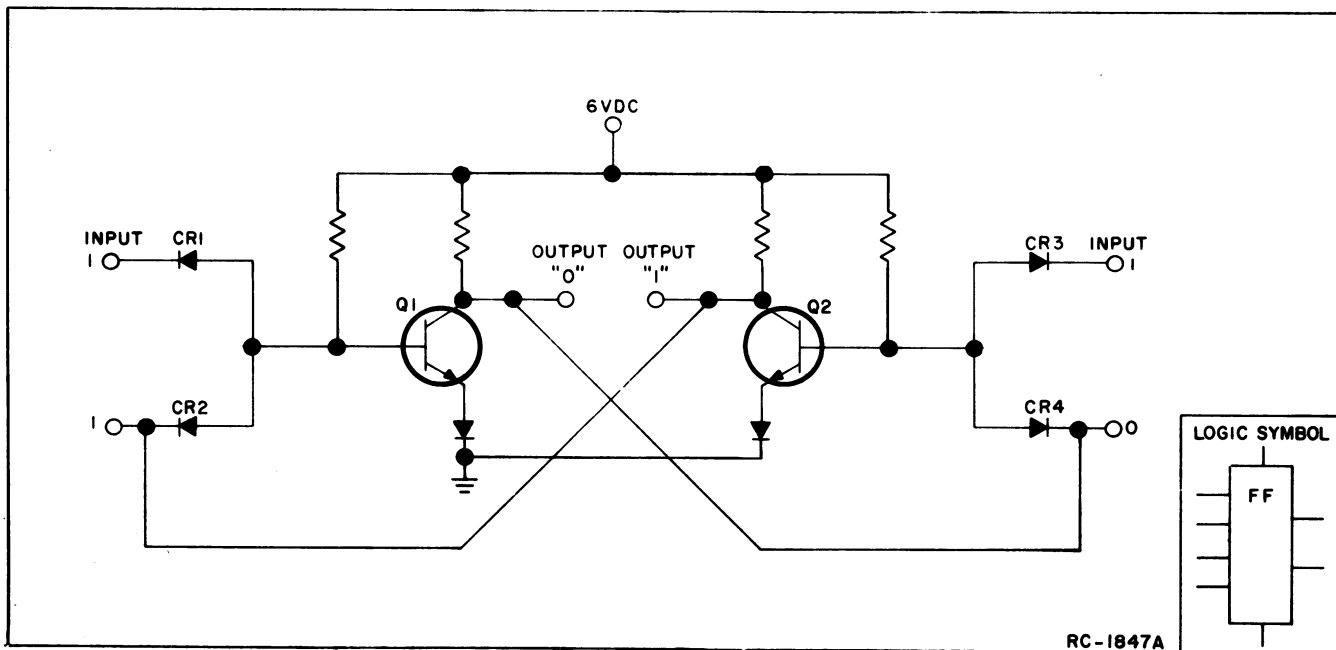 6VDC
INPUT
1
CR1
OUTPUT
"0"
OUTPUT
"1"
CR3
INPUT
1
Q1
Q2
1
CR2
CR4
0
LOGIC SYMBOL
FF
RC-1847A